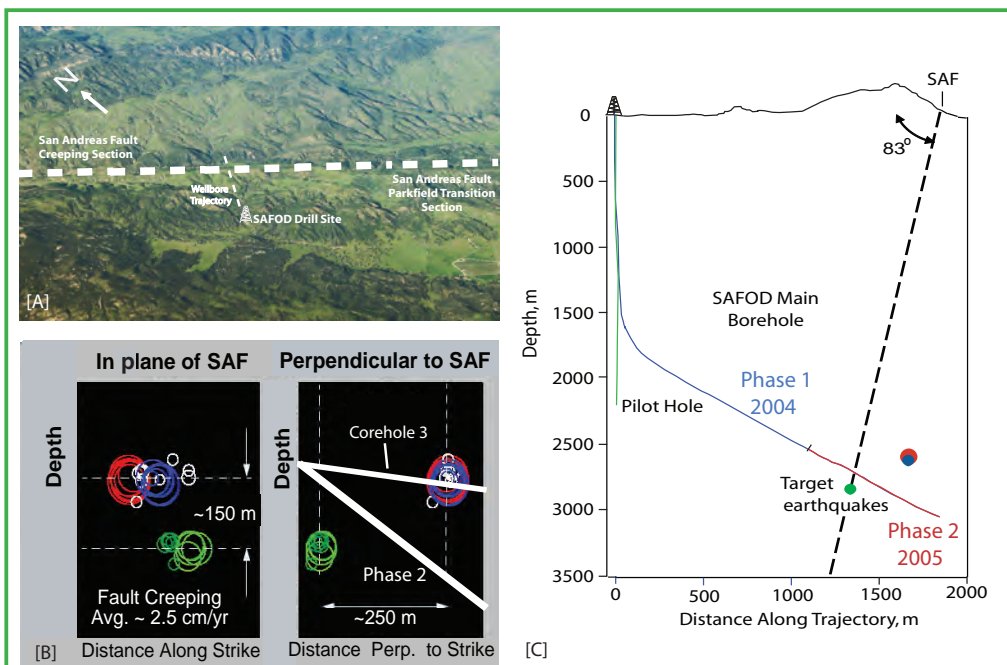 N
San Andreas Fault
Creeping Section
Wellbore
Trajectory
SAFOD Drill Site
San Andreas Fault
Parkfield Transition
Section
[A]
In plane of SAF
Perpendicular to SAF
Depth
Depth
Corehole 3
~150 m
Phase 2
Fault Creeping
Avg. ~ 2.5 cm/yr
~250 m
[B]
Distance Along Strike
Distance Perp. to Strike
SAF
83°
0
500
1000
1500
2000
2500
3000
3500
Depth, m
SAFOD Main
Borehole
Phase 1
2004
Pilot Hole
Target
earthquakes
Phase 2
2005
0
500
1000
1500
2000
Distance Along Trajectory, m
[C]